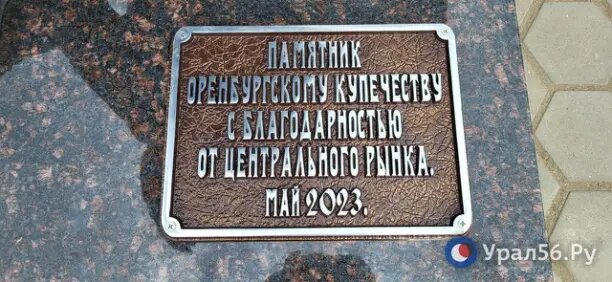 ПАМЯТНИК
ОРЕНБУРГСКОМУ КУПЕЧЕСТВУ
С БЛАГОДАРНОСТЬЮ
ОТ ЦЕНТРАЛЬНОГО РЫНКА.
МАЙ 2023.
Урал56.Ру